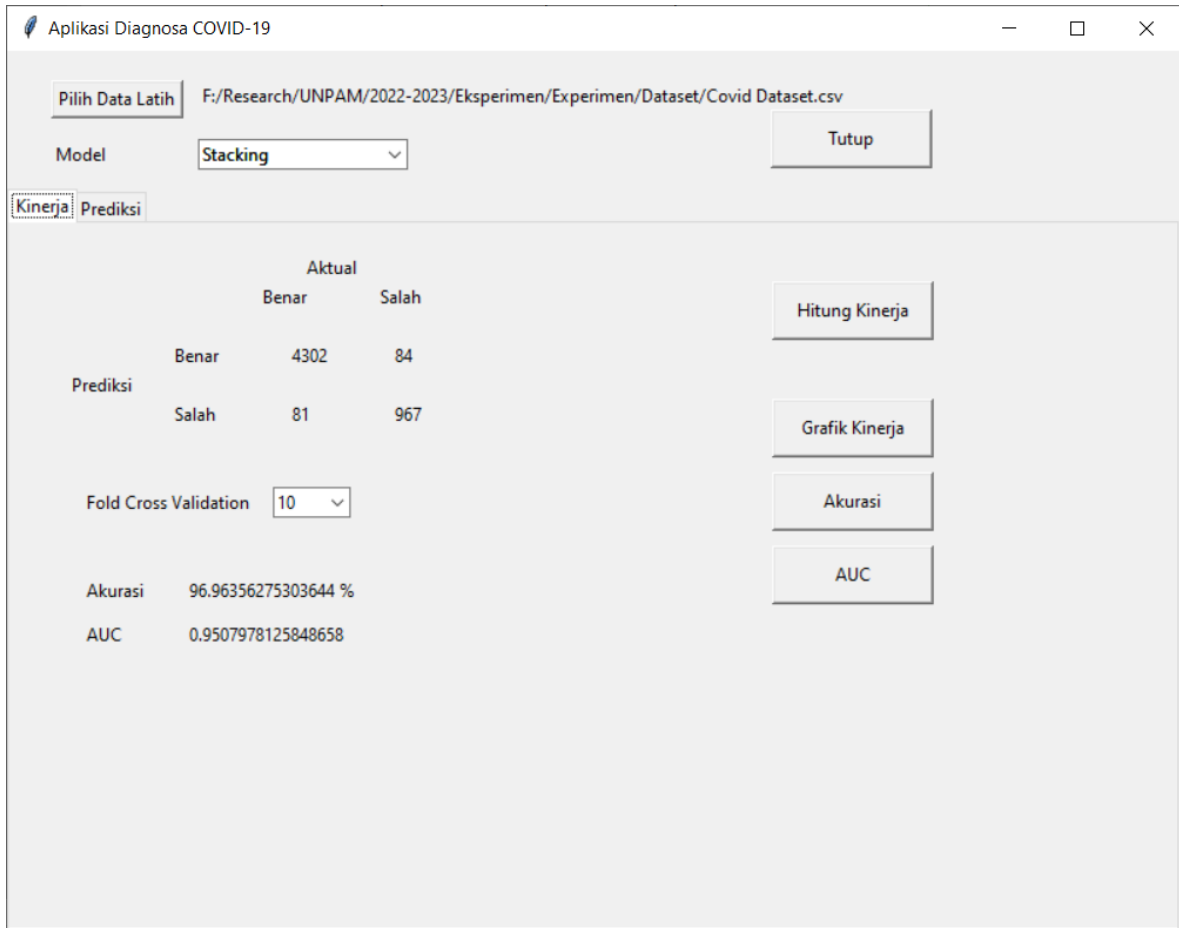 Aplikasi Diagnosa COVID-19
Pilih Data Latih F:/Research/UNPAM/2022-2023/Eksperimen/Experimen/Dataset/Covid Dataset.csv
Tutup
Model Stacking
Kinerja Prediksi
Aktual
Benar Salah
Hitung Kinerja
Benar 4302 84
Prediksi
Salah 81 967
Grafik Kinerja
Fold Cross Validation 10
Akurasi
AUC
Akurasi 96.96356275303644 %
AUC 0.9507978125848658